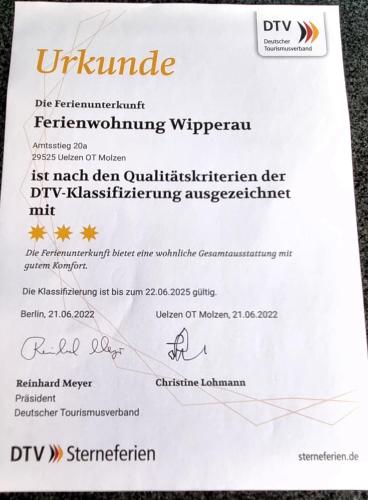 DTV
Deutscher
Tourismusverband
Urkunde
Die Ferienunterkunft
Ferienwohnung Wipperau
Amtsstieg 20a
29525 Uelzen OT Molzen
ist nach den Qualitätskriterien der
DTV-Klassifizierung ausgezeichnet
mit
Die Ferienunterkunft bietet eine wohnliche Gesamtausstattung mit
gutem Komfort.
Die Klassifizierung ist bis zum 22.06.2025 gültig.
Berlin, 21.06.2022 Uelzen OT Molzen, 21.06.2022
Reinhard Meyer Christine Lohmann
Präsident
Deutscher Tourismusverband
DTV Sterneferien sterneferien.de